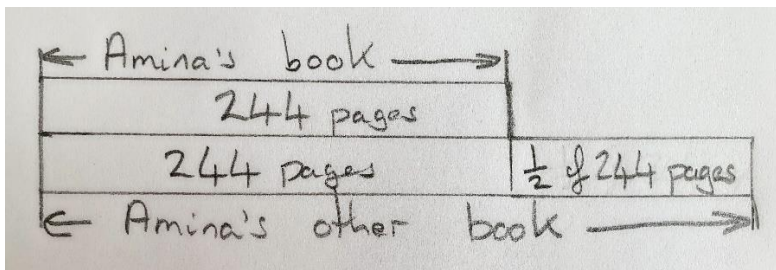 Amina's book
244 pages
244 pages ½ of 244 pages
Amina's other book